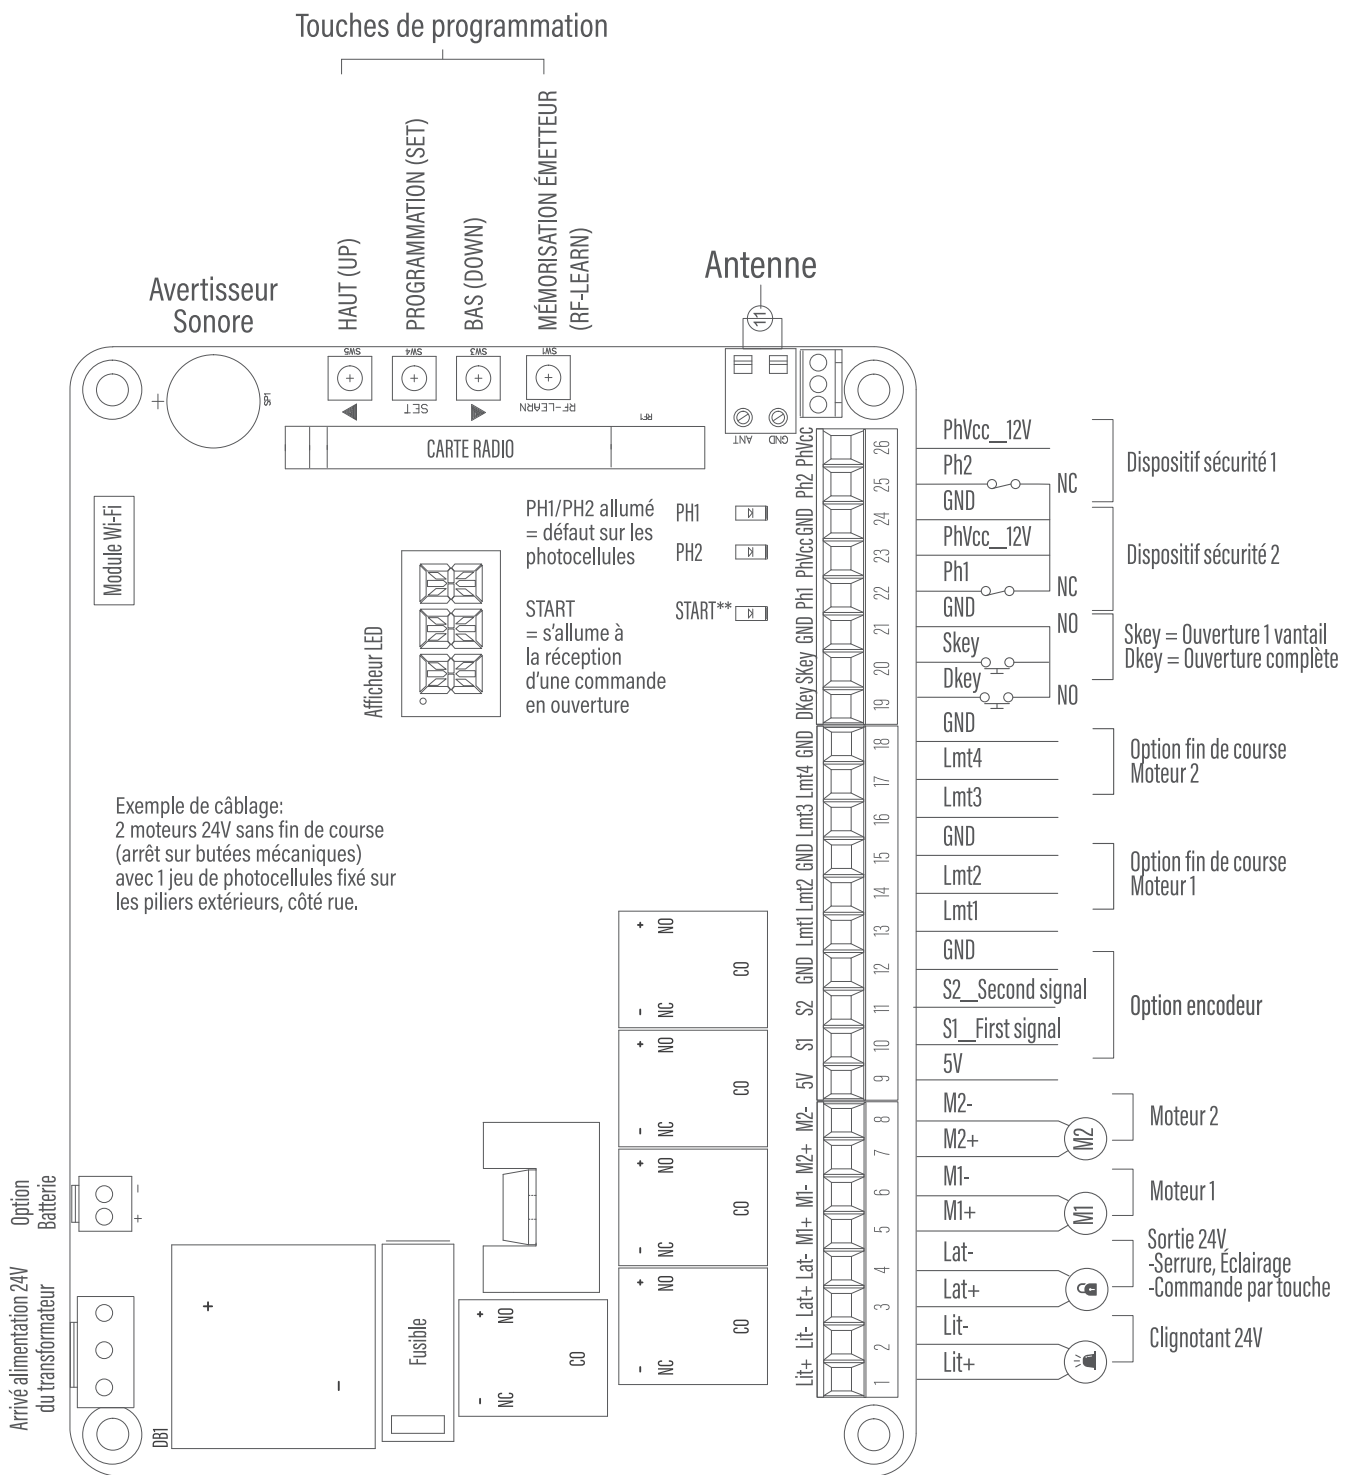 Touches de programmation
HAUT (UP)
PROGRAMMATION (SET)
BAS (DOWN)
MÉMORISATION ÉMETTEUR
(RF-LEARN)
Antenne
11
Avertisseur
Sonore
SP1
+
SW5
SW4
SW3
SW1
SET
RF-LEARN
RF1
CARTE RADIO
ANT
GND
Module Wi-Fi
Afficheur LED
PH1/PH2 allumé
= défaut sur les
photocellules
PH1
PH2
START
= s'allume à
la réception
d'une commande
en ouverture
START**
Exemple de câblage:
2 moteurs 24V sans fin de course
(arrêt sur butées mécaniques)
avec 1 jeu de photocellules fixé sur
les piliers extérieurs, côté rue.
PhVcc 26 PhVcc__12V
Ph2 25 Ph2
GND 24 GND
PhVcc 23 PhVcc__12V
Ph1 22 Ph1
GND 21 GND
SKey 20 Skey
DKey 19 Dkey
GND 18 GND
Lmt4 17 Lmt4
Lmt3 16 Lmt3
GND 15 GND
Lmt2 14 Lmt2
Lmt1 13 Lmt1
GND 12 GND
S2 11 S2__Second signal
S1 10 S1__First signal
5V 9 5V
M2- 8 M2-
M2+ 7 M2+
M1- 6 M1-
M1+ 5 M1+
Lat- 4 Lat-
Lat+ 3 Lat+
Lit- 2 Lit-
Lit+ 1 Lit+
NC
NC
NO
NO
Dispositif sécurité 1
Dispositif sécurité 2
Skey = Ouverture 1 vantail
Dkey = Ouverture complète
Option fin de course
Moteur 2
Option fin de course
Moteur 1
Option encodeur
M2
Moteur 2
M1
Moteur 1
Sortie 24V
-Serrure, Éclairage
-Commande par touche
Clignotant 24V
+ NO
- NC
CO
+ NO
- NC
CO
+ NO
- NC
CO
+ NO
- NC
CO
+ NO
- NC
CO
Option
Batterie
-
+
Arrivé alimentation 24V
du transformateur
+
-
DB1
Fusible